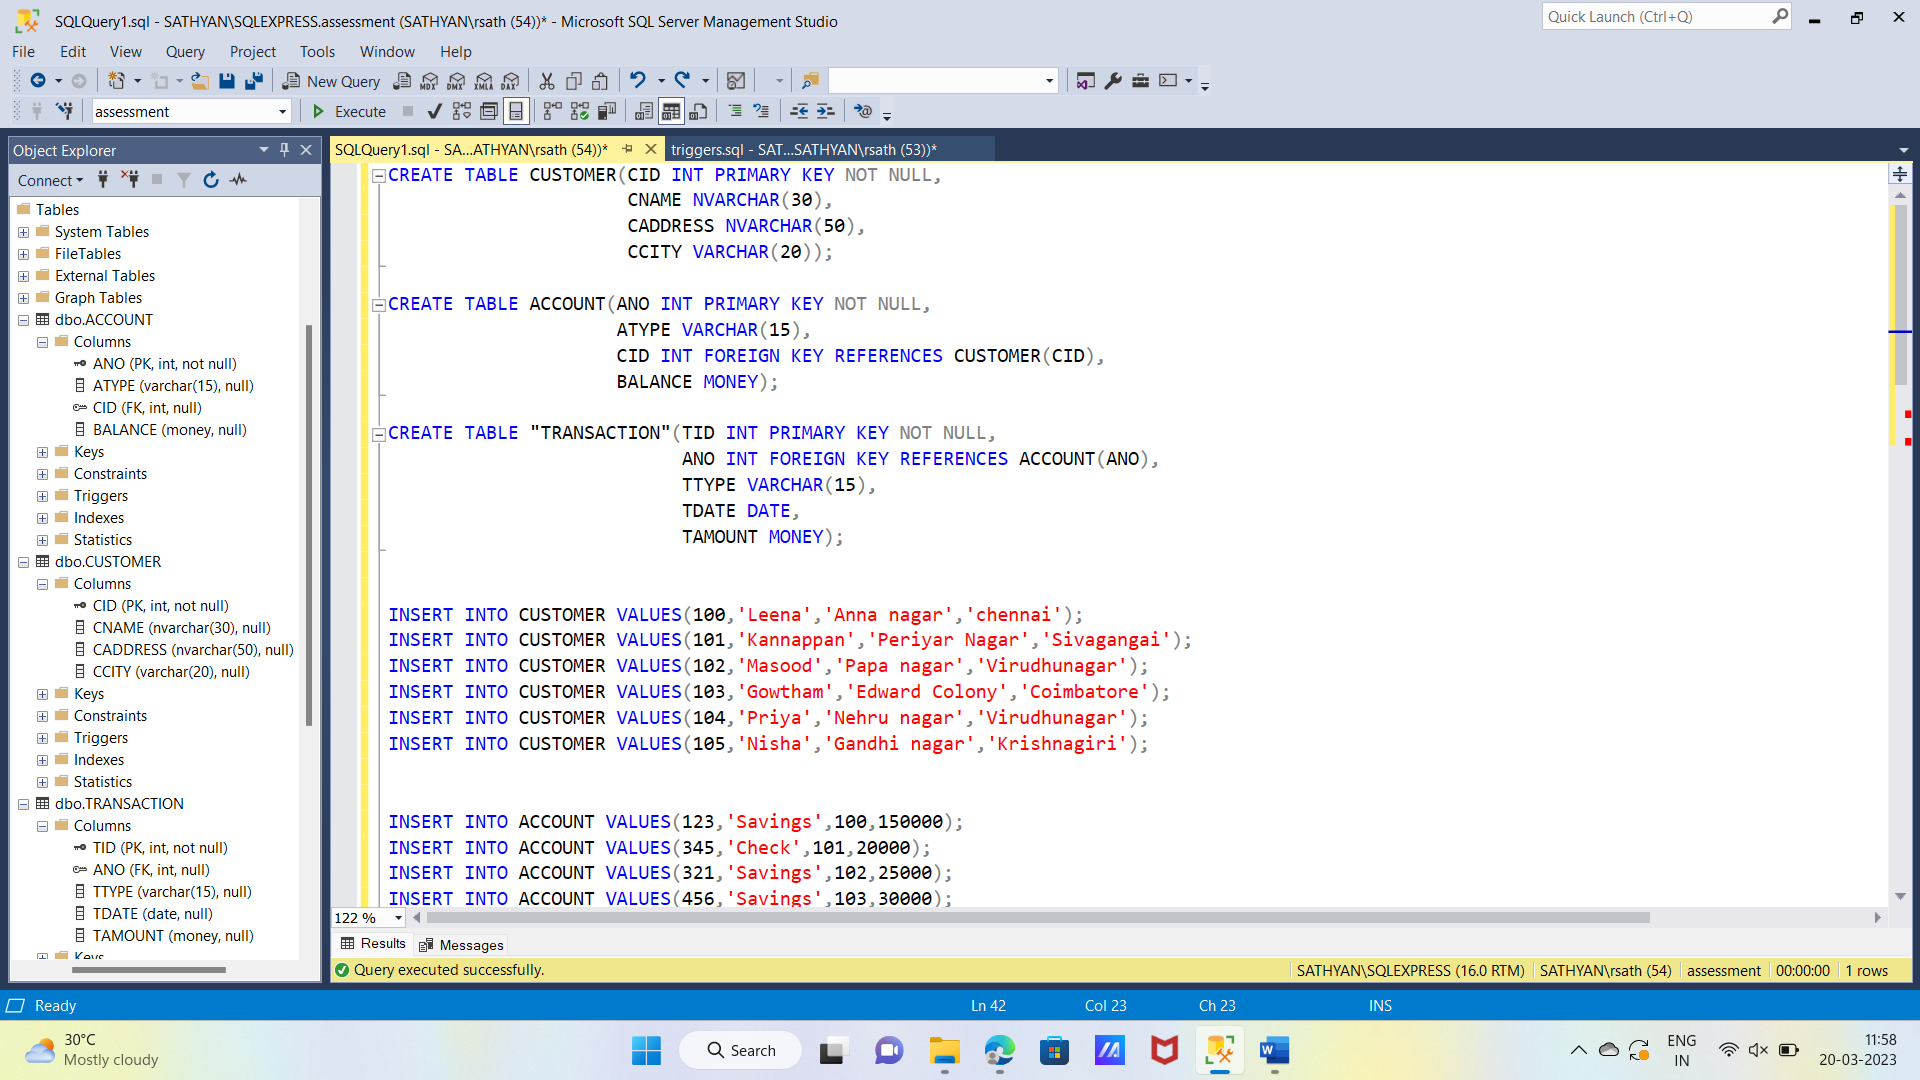 SQLQuery1.sql - SATHYAN\SQLEXPRESS.assessment (SATHYAN\rsath (54))* - Microsoft SQL Server Management Studio
Quick Launch (Ctrl+Q)
File Edit View Query Project Tools Window Help
New Query MDX DMX XMLA DAX
assessment Execute
Object Explorer
Connect
Tables
System Tables
FileTables
External Tables
Graph Tables
dbo.ACCOUNT
Columns
ANO (PK, int, not null)
ATYPE (varchar(15), null)
CID (FK, int, null)
BALANCE (money, null)
Keys
Constraints
Triggers
Indexes
Statistics
dbo.CUSTOMER
Columns
CID (PK, int, not null)
CNAME (nvarchar(30), null)
CADDRESS (nvarchar(50), null)
CCITY (varchar(20), null)
Keys
Constraints
Triggers
Indexes
Statistics
dbo.TRANSACTION
Columns
TID (PK, int, not null)
ANO (FK, int, null)
TTYPE (varchar(15), null)
TDATE (date, null)
TAMOUNT (money, null)
Keys
SQLQuery1.sql - SA...ATHYAN\rsath (54))* triggers.sql - SAT...SATHYAN\rsath (53))*
CREATE TABLE CUSTOMER(CID INT PRIMARY KEY NOT NULL,
CNAME NVARCHAR(30),
CADDRESS NVARCHAR(50),
CCITY VARCHAR(20));
CREATE TABLE ACCOUNT(ANO INT PRIMARY KEY NOT NULL,
ATYPE VARCHAR(15),
CID INT FOREIGN KEY REFERENCES CUSTOMER(CID),
BALANCE MONEY);
CREATE TABLE "TRANSACTION"(TID INT PRIMARY KEY NOT NULL,
ANO INT FOREIGN KEY REFERENCES ACCOUNT(ANO),
TTYPE VARCHAR(15),
TDATE DATE,
TAMOUNT MONEY);
INSERT INTO CUSTOMER VALUES(100,'Leena','Anna nagar','chennai');
INSERT INTO CUSTOMER VALUES(101,'Kannappan','Periyar Nagar','Sivagangai');
INSERT INTO CUSTOMER VALUES(102,'Masood','Papa nagar','Virudhunagar');
INSERT INTO CUSTOMER VALUES(103,'Gowtham','Edward Colony','Coimbatore');
INSERT INTO CUSTOMER VALUES(104,'Priya','Nehru nagar','Virudhunagar');
INSERT INTO CUSTOMER VALUES(105,'Nisha','Gandhi nagar','Krishnagiri');
INSERT INTO ACCOUNT VALUES(123,'Savings',100,150000);
INSERT INTO ACCOUNT VALUES(345,'Check',101,20000);
INSERT INTO ACCOUNT VALUES(321,'Savings',102,25000);
INSERT INTO ACCOUNT VALUES(456,'Savings',103,30000);
122 %
Results Messages
Query executed successfully. SATHYAN\SQLEXPRESS (16.0 RTM) SATHYAN\rsath (54) assessment 00:00:00 1 rows
Ready Ln 42 Col 23 Ch 23 INS
30°C
Mostly cloudy
Search
ENG
IN
11:58
20-03-2023